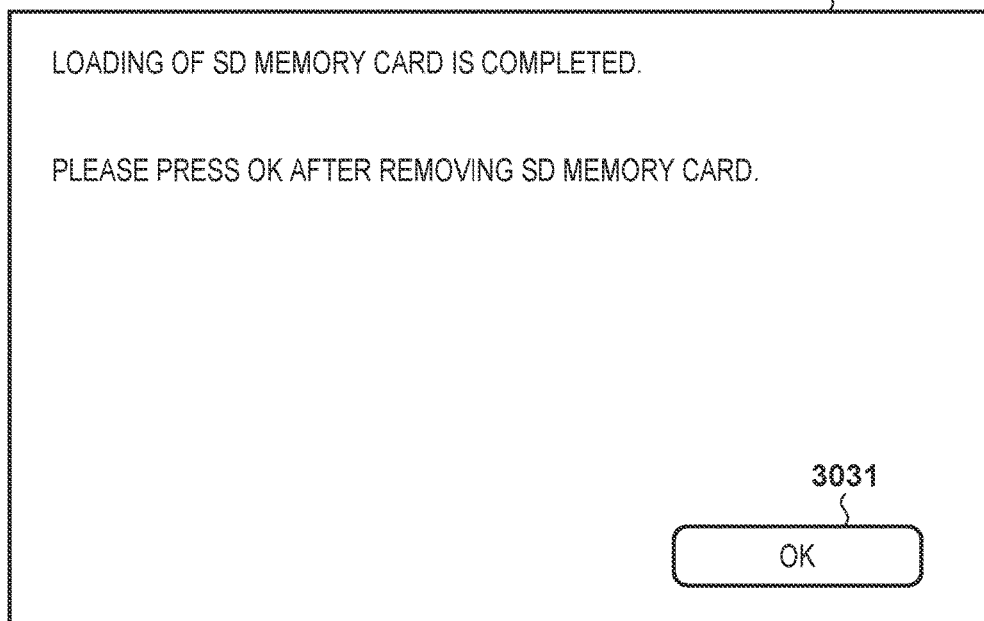 LOADING OF SD MEMORY CARD IS COMPLETED.
PLEASE PRESS OK AFTER REMOVING SD MEMORY CARD.
3031
OK